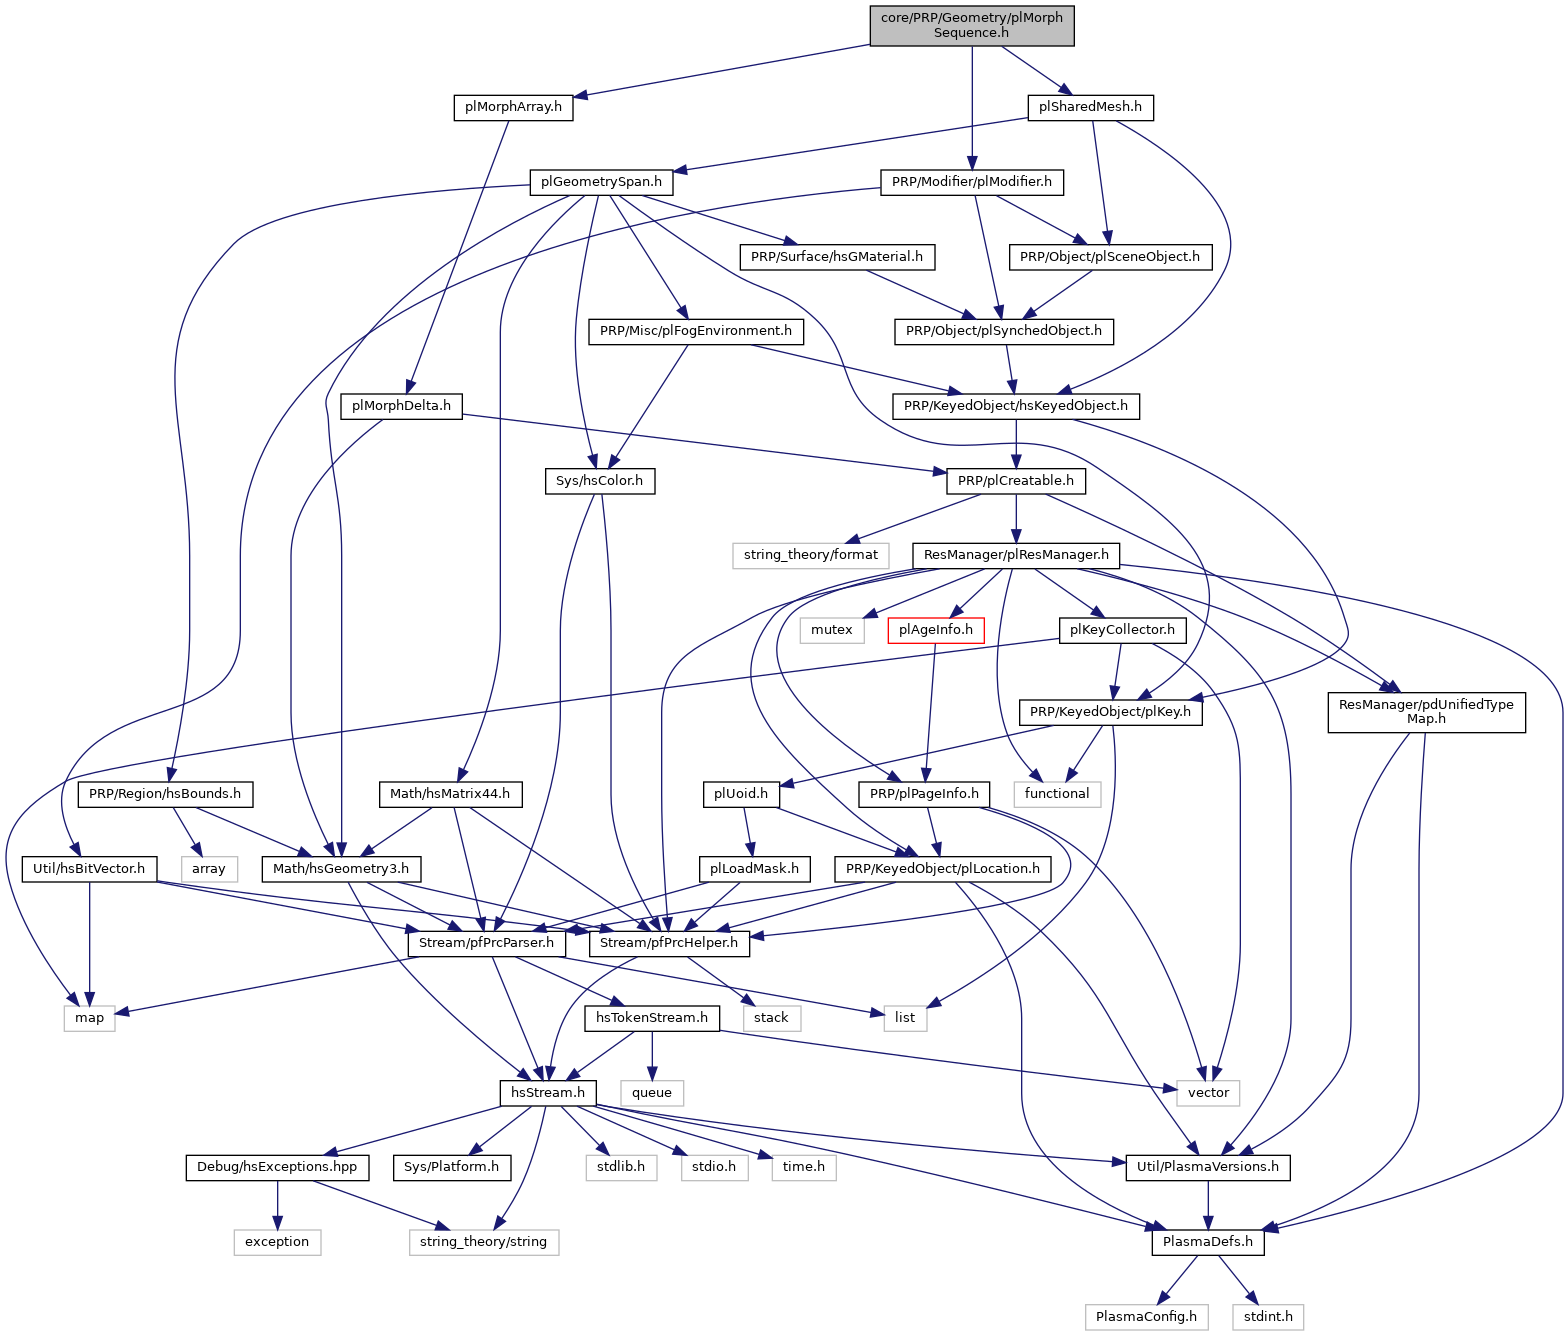 core/PRP/Geometry/plMorph
Sequence.h
plMorphArray.h
plSharedMesh.h
plGeometrySpan.h
PRP/Modifier/plModifier.h
PRP/Surface/hsGMaterial.h
PRP/Object/plSceneObject.h
PRP/Misc/plFogEnvironment.h
PRP/Object/plSynchedObject.h
plMorphDelta.h
PRP/KeyedObject/hsKeyedObject.h
Sys/hsColor.h
PRP/plCreatable.h
string_theory/format
ResManager/plResManager.h
mutex
plAgeInfo.h
plKeyCollector.h
PRP/KeyedObject/plKey.h
ResManager/pdUnifiedType
Map.h
PRP/Region/hsBounds.h
Math/hsMatrix44.h
plUoid.h
PRP/plPageInfo.h
functional
Util/hsBitVector.h
array
Math/hsGeometry3.h
plLoadMask.h
PRP/KeyedObject/plLocation.h
Stream/pfPrcParser.h
Stream/pfPrcHelper.h
map
hsTokenStream.h
stack
list
hsStream.h
queue
vector
Debug/hsExceptions.hpp
Sys/Platform.h
stdlib.h
stdio.h
time.h
Util/PlasmaVersions.h
exception
string_theory/string
PlasmaDefs.h
PlasmaConfig.h
stdint.h